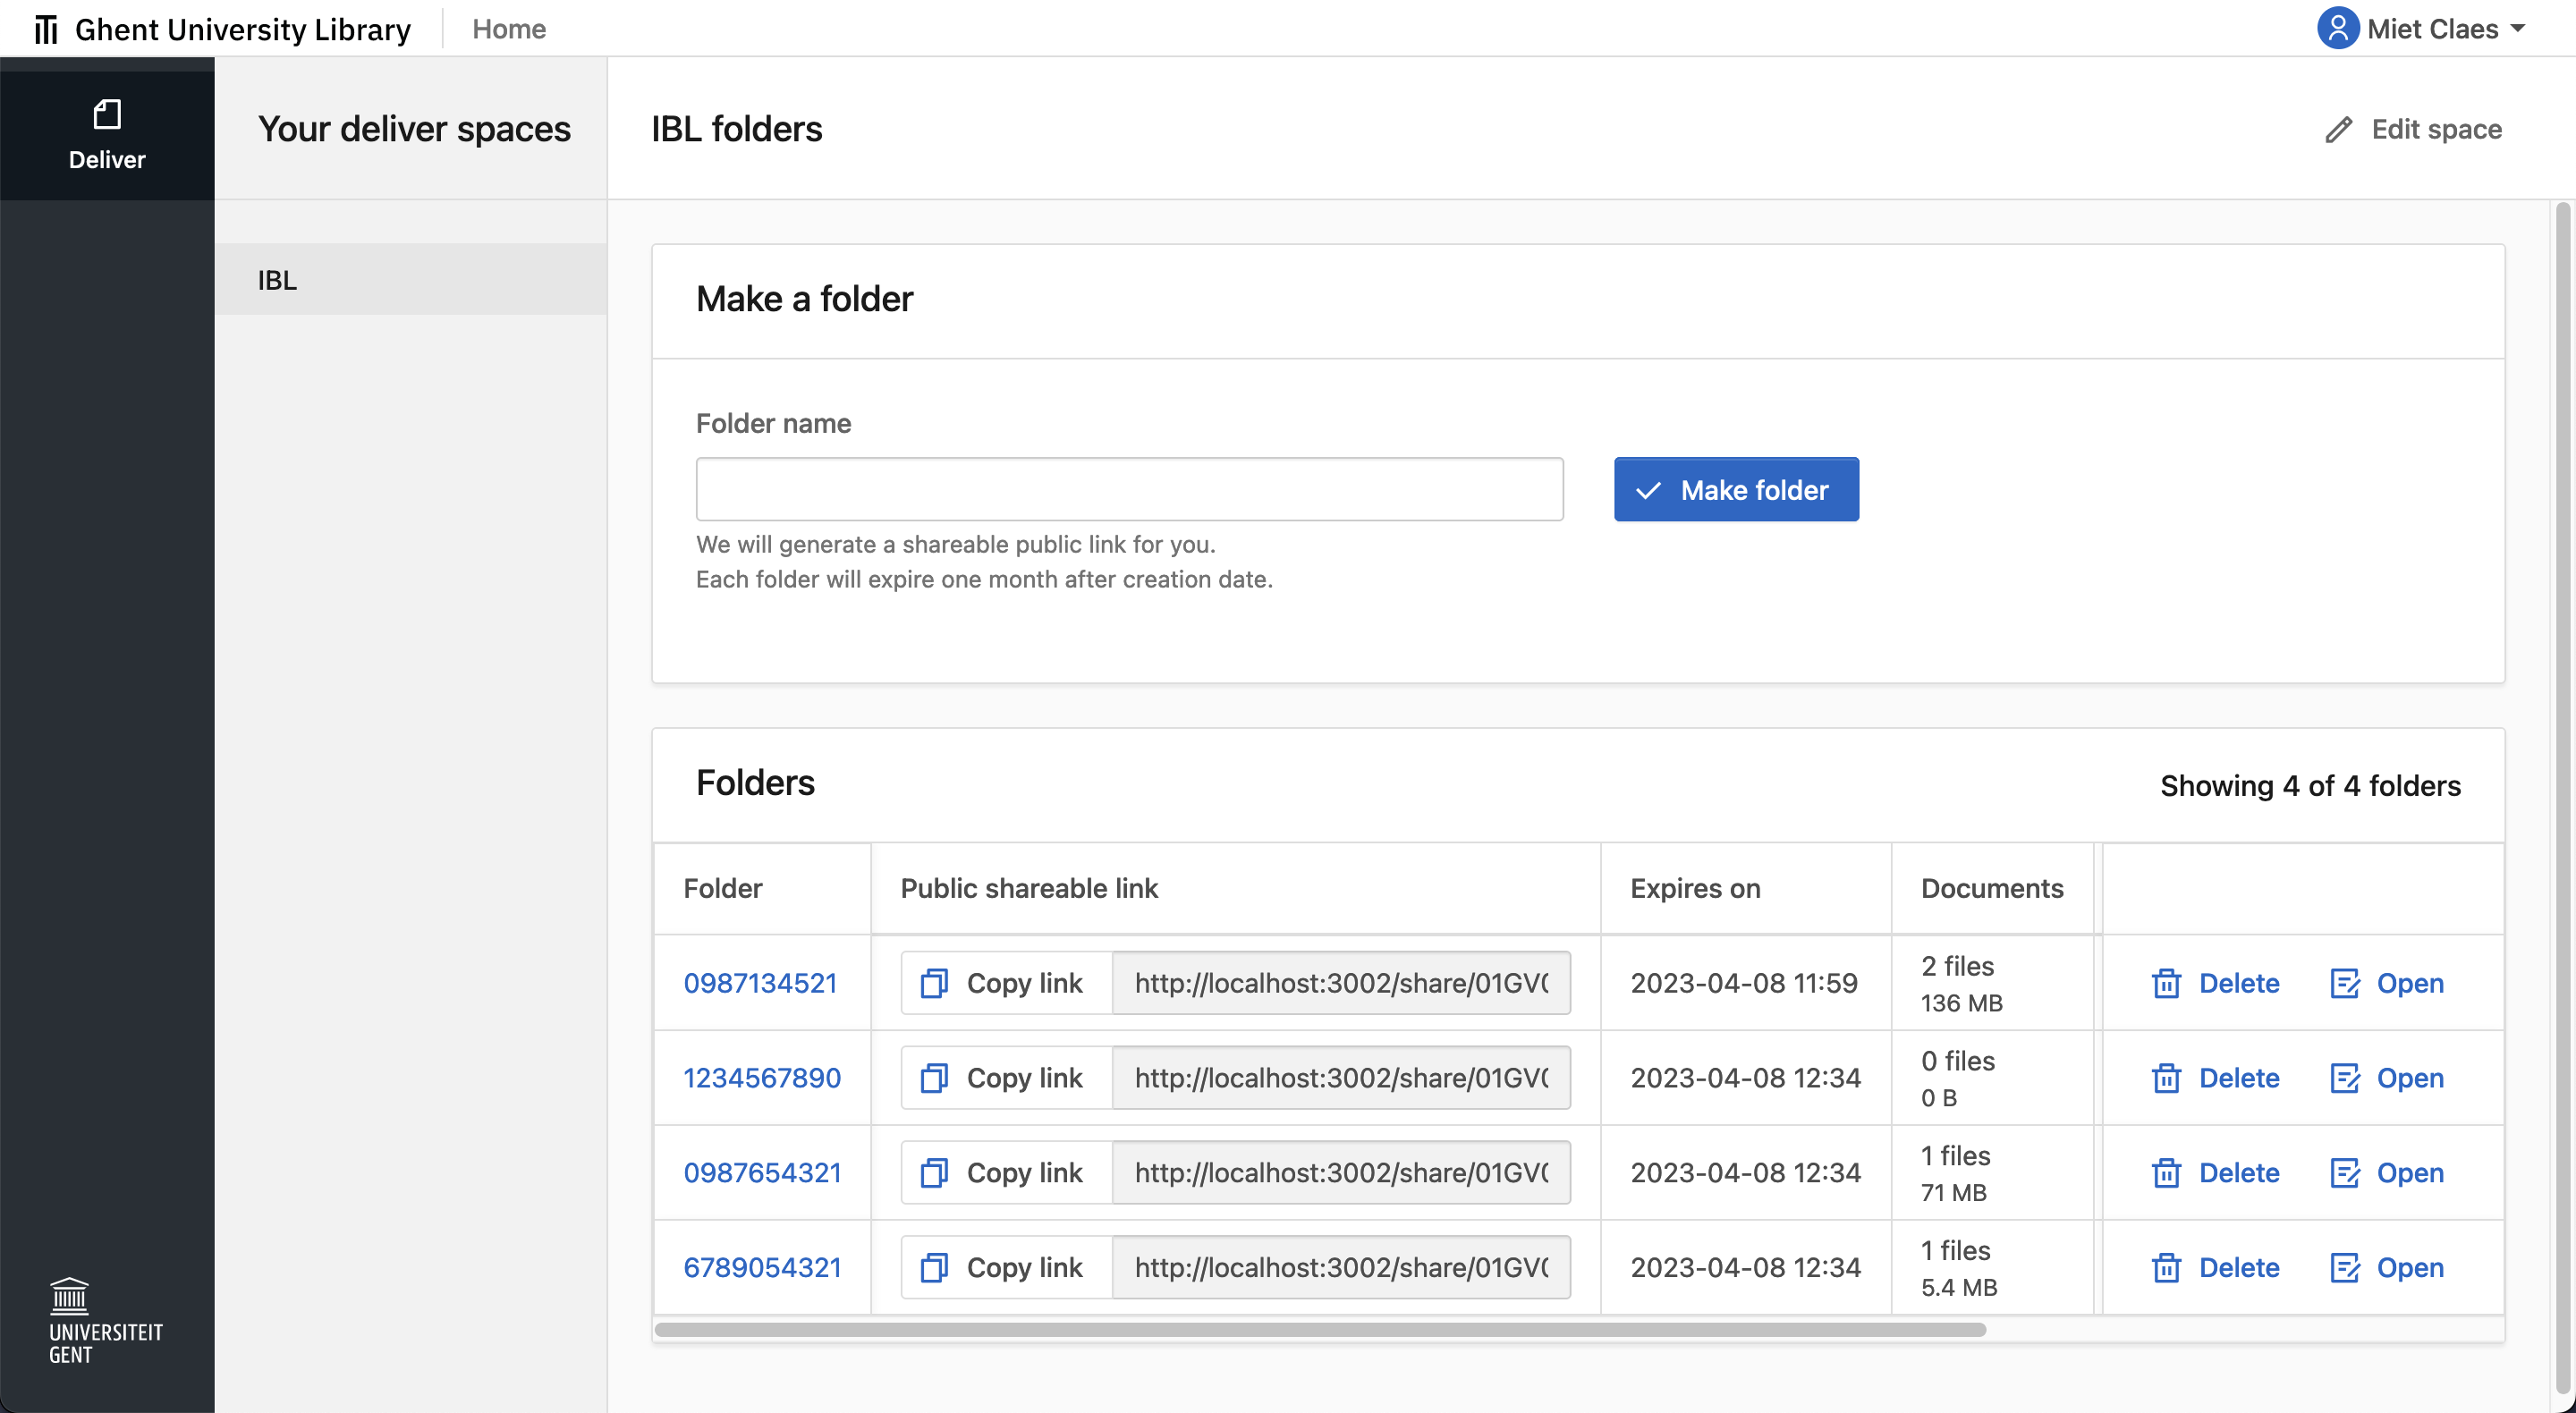 Ghent University Library
Home
Miet Claes
Deliver
Your deliver spaces
IBL folders
Edit space
IBL
Make a folder
Folder name
Make folder
We will generate a shareable public link for you.
Each folder will expire one month after creation date.
Folders
Showing 4 of 4 folders
Folder
Public shareable link
Expires on
Documents
0987134521
Copy link
http://localhost:3002/share/01GV
2023-04-08 11:59
2 files
136 MB
Delete
Open
1234567890
Copy link
http://localhost:3002/share/01GV
2023-04-08 12:34
0 files
0 B
Delete
Open
0987654321
Copy link
http://localhost:3002/share/01GV
2023-04-08 12:34
1 files
71 MB
Delete
Open
6789054321
Copy link
http://localhost:3002/share/01GV
2023-04-08 12:34
1 files
5.4 MB
Delete
Open
UNIVERSITEIT
GENT